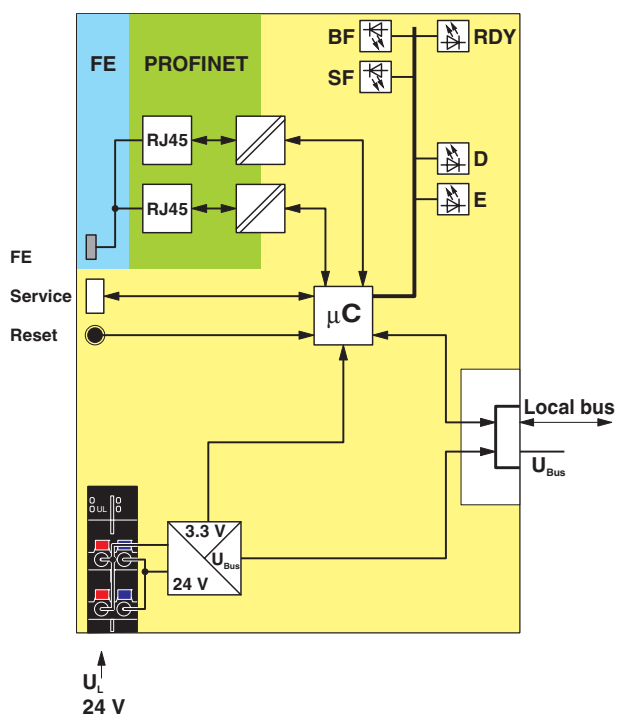 BF
RDY
FE
PROFINET
SF
RJ45
D
RJ45
E
FE
Service
µC
Reset
Local bus
UBus
UL
3.3 V
UBus
24 V
UL
24 V